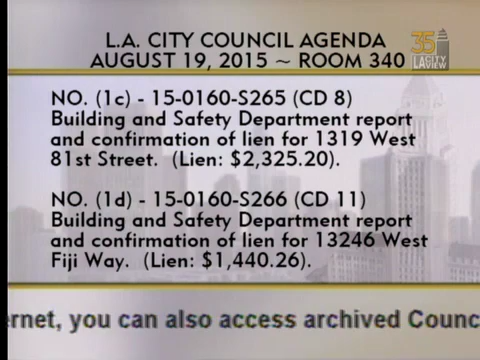 L.A. CITY COUNCIL AGENDA
AUGUST 19, 2015 ~ ROOM 340
35
LA CITY
VIEW
NO. (1c) - 15-0160-S265 (CD 8)
Building and Safety Department report
and confirmation of lien for 1319 West
81st Street. (Lien: $2,325.20).
NO. (1d) - 15-0160-S266 (CD 11)
Building and Safety Department report
and confirmation of lien for 13246 West
Fiji Way. (Lien: $1,440.26).
ernet, you can also access archived Counc